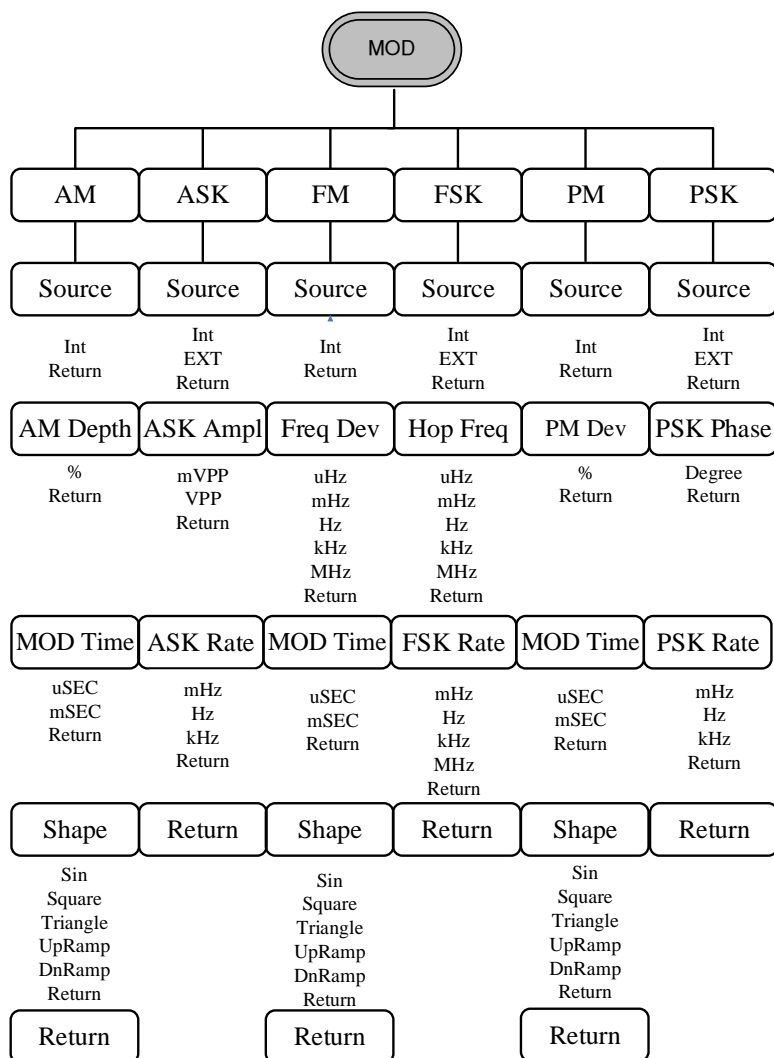 MOD
AM ASK FM FSK PM PSK
Source Source Source Source Source Source
Int Int Int Int Int Int
Return EXT Return EXT Return EXT
Return Return Return
AM Depth ASK Ampl Freq Dev Hop Freq PM Dev PSK Phase
% mVPP uHz uHz % Degree
Return VPP mHz mHz Return Return
Return Hz Hz
kHz kHz
MHz MHz
Return Return
MOD Time ASK Rate MOD Time FSK Rate MOD Time PSK Rate
uSEC mHz uSEC mHz uSEC mHz
mSEC Hz mSEC Hz mSEC Hz
Return kHz Return kHz Return kHz
Return MHz Return
Return
Shape Return Shape Return Shape Return
Sin Sin Sin
Square Square Square
Triangle Triangle Triangle
UpRamp UpRamp UpRamp
DnRamp DnRamp DnRamp
Return Return Return
Return Return Return